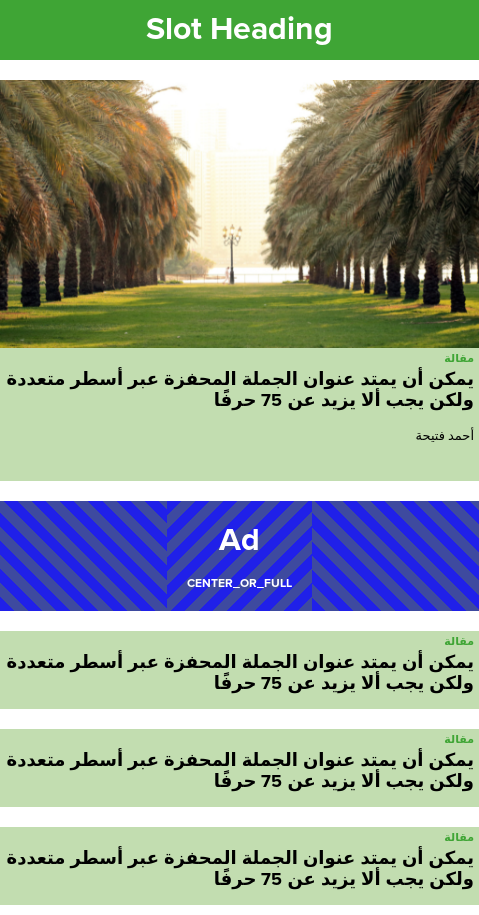 Slot Heading
مقالة
يمكن أن يمتد عنوان الجملة المحفزة عبر أسطر متعددة
ولكن يجب ألا يزيد عن 75 حرفًا
أحمد فتيحة
Ad
CENTER_OR_FULL
مقالة
يمكن أن يمتد عنوان الجملة المحفزة عبر أسطر متعددة
ولكن يجب ألا يزيد عن 75 حرفًا
مقالة
يمكن أن يمتد عنوان الجملة المحفزة عبر أسطر متعددة
ولكن يجب ألا يزيد عن 75 حرفًا
مقالة
يمكن أن يمتد عنوان الجملة المحفزة عبر أسطر متعددة
ولكن يجب ألا يزيد عن 75 حرفًا